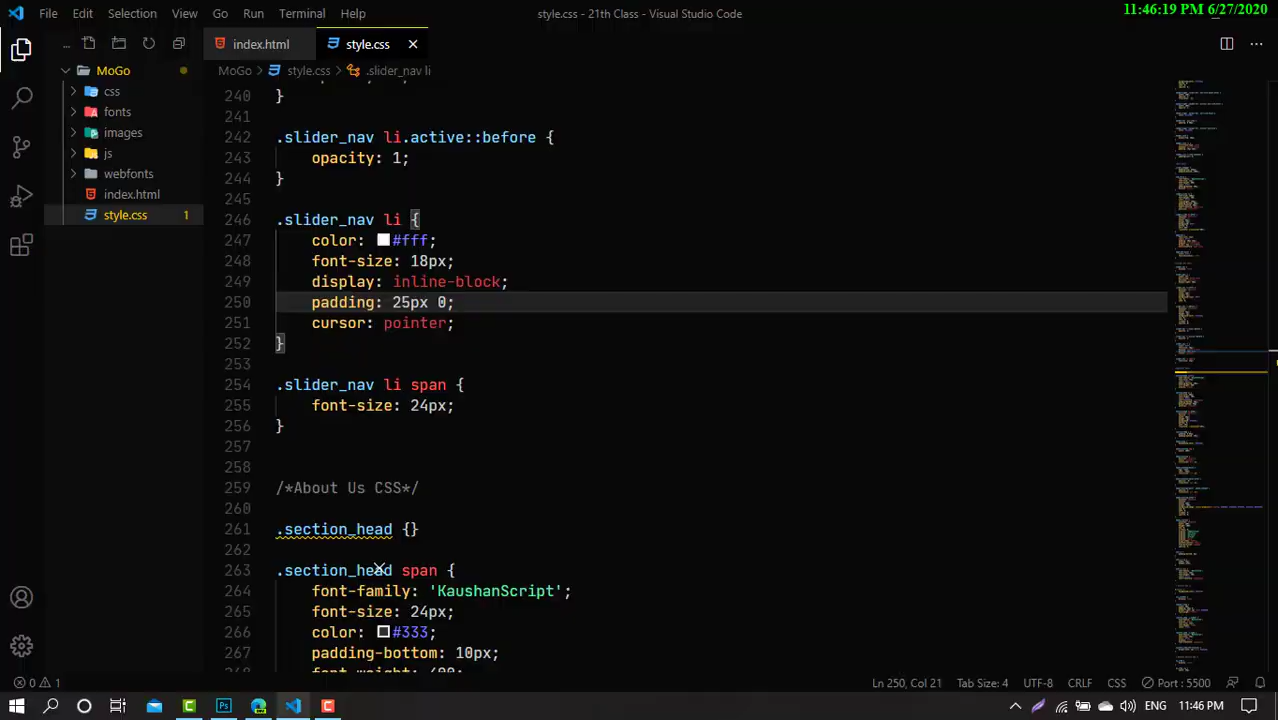 File Edit Selection View Go Run Terminal Help style.css - 21th Class - Visual Studio Code 11:46:19 PM 6/27/2020
... index.html style.css
MoGo MoGo > style.css > .slider_nav li
css
fonts
images
js
webfonts
index.html
style.css 1
240 }
241
242 .slider_nav li.active::before {
243 opacity: 1;
244 }
245
246 .slider_nav li {
247 color: #fff;
248 font-size: 18px;
249 display: inline-block;
250 padding: 25px 0;
251 cursor: pointer;
252 }
253
254 .slider_nav li span {
255 font-size: 24px;
256 }
257
258
259 /*About Us CSS*/
260
261 .section_head {}
262
263 .section_head span {
264 font-family: 'KaushanScript';
265 font-size: 24px;
266 color: #333;
267 padding-bottom: 10px;
0 1 Ln 250, Col 21 Tab Size: 4 UTF-8 CRLF CSS Port : 5500
Ps ENG 11:46 PM